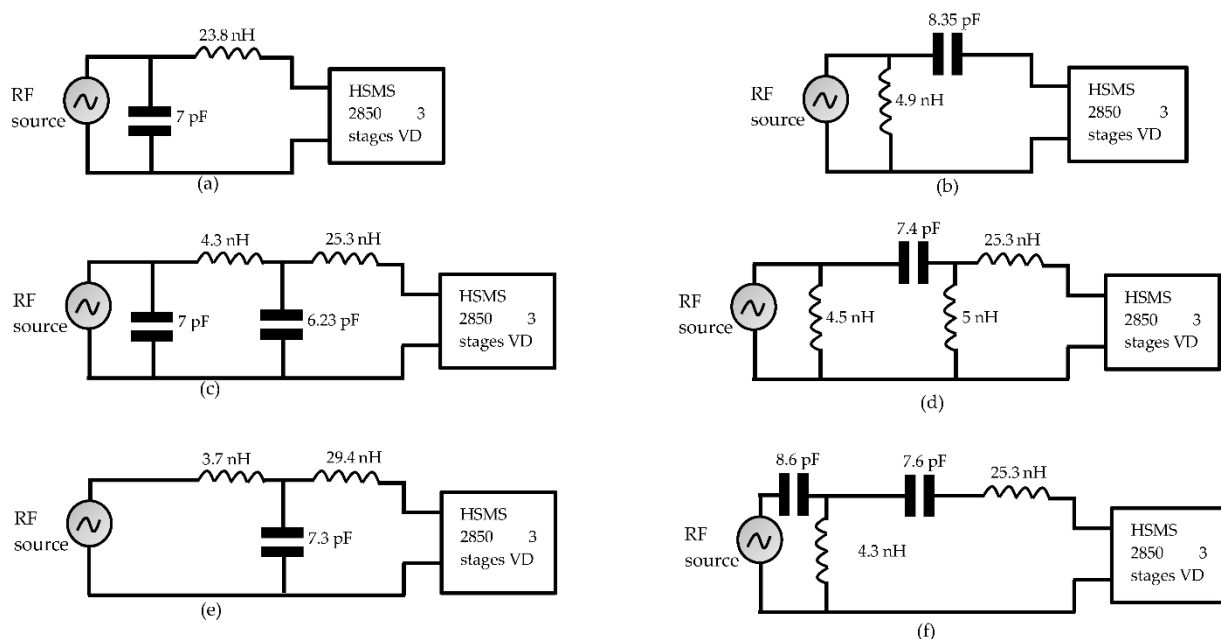 23.8 nH
RF
source
7 pF
HSMS
2850 3
stages VD
(a)
8.35 pF
RF
source
4.9 nH
HSMS
2850 3
stages VD
(b)
4.3 nH
25.3 nH
RF
source
7 pF
6.23 pF
HSMS
2850 3
stages VD
(c)
7.4 pF
25.3 nH
RF
source
4.5 nH
5 nH
HSMS
2850 3
stages VD
(d)
3.7 nH
29.4 nH
RF
source
7.3 pF
HSMS
2850 3
stages VD
(e)
8.6 pF
7.6 pF
25.3 nH
RF
source
4.3 nH
HSMS
2850 3
stages VD
(f)